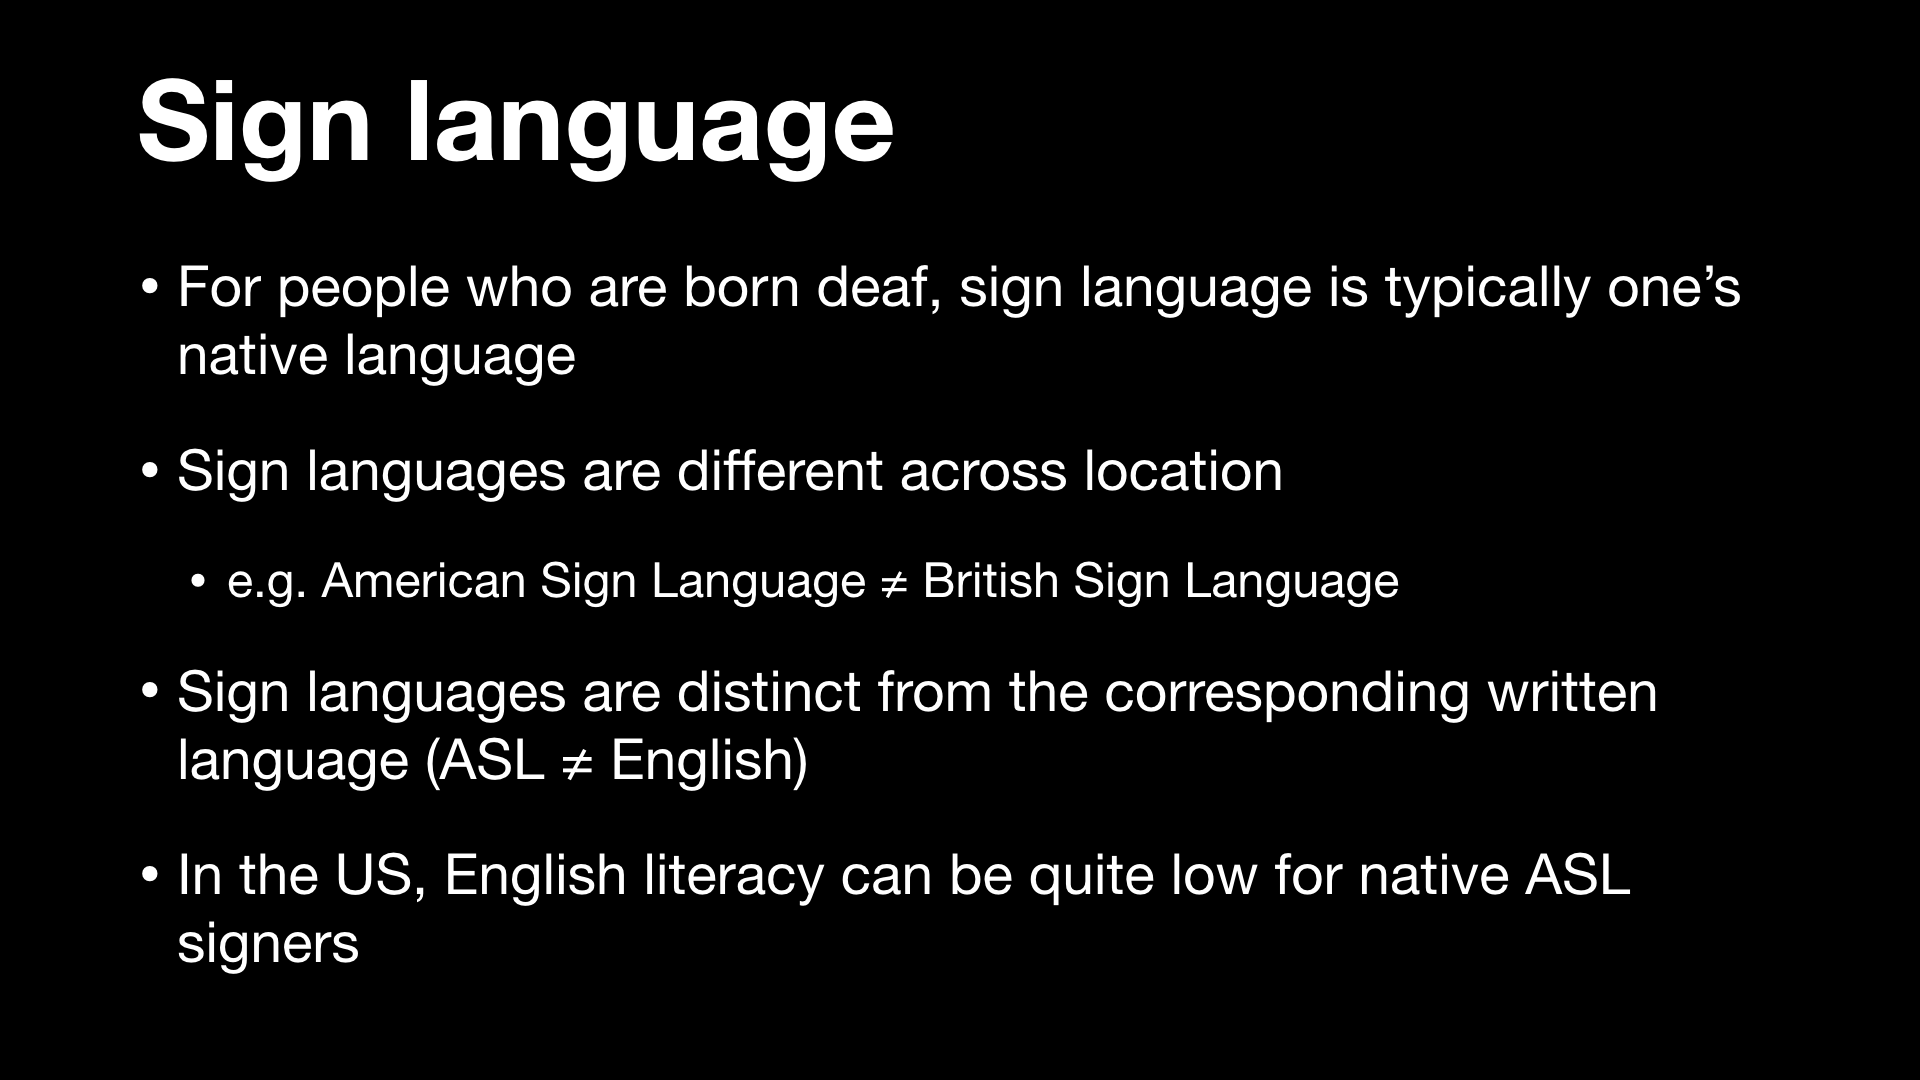 Sign language
• For people who are born deaf, sign language is typically one’s
native language
• Sign languages are different across location
• e.g. American Sign Language ≠ British Sign Language
• Sign languages are distinct from the corresponding written
language (ASL ≠ English)
• In the US, English literacy can be quite low for native ASL
signers